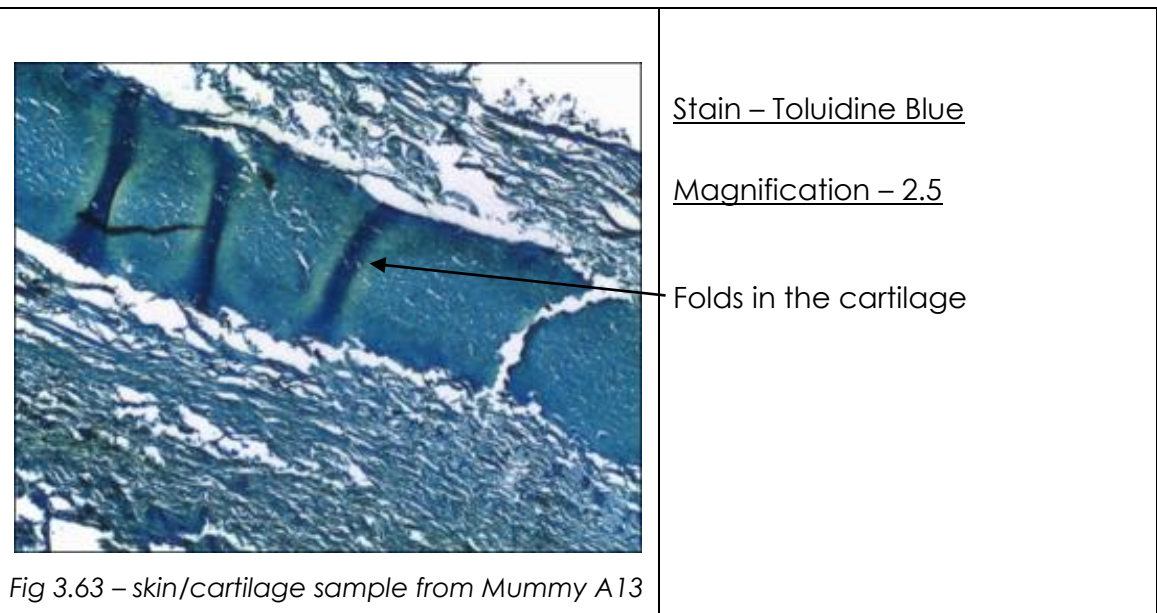 Stain – Toluidine Blue
Magnification – 2.5
Folds in the cartilage
Fig 3.63 – skin/cartilage sample from Mummy A13